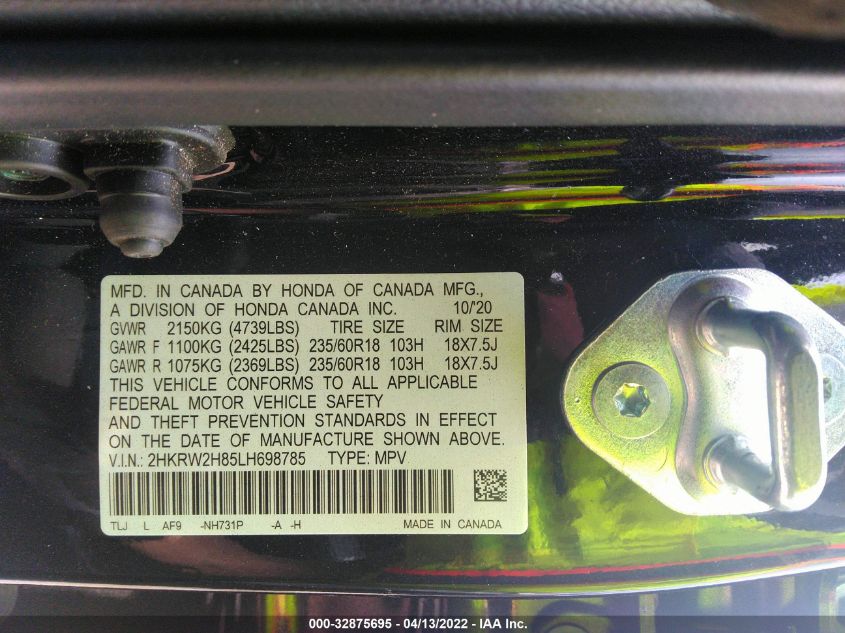 MFD. IN CANADA BY HONDA OF CANADA MFG.,
A DIVISION OF HONDA CANADA INC. 10/'20
GVWR 2150KG (4739LBS) TIRE SIZE RIM SIZE
GAWR F 1100KG (2425LBS) 235/60R18 103H 18X7.5J
GAWR R 1075KG (2369LBS) 235/60R18 103H 18X7.5J
THIS VEHICLE CONFORMS TO ALL APPLICABLE
FEDERAL MOTOR VEHICLE SAFETY
AND THEFT PREVENTION STANDARDS IN EFFECT
ON THE DATE OF MANUFACTURE SHOWN ABOVE.
V.I.N.: 2HKRW2H85LH698785 TYPE: MPV
TLJ L AF9 -NH731P -A -H MADE IN CANADA
000-32875695 - 04/13/2022 - IAA Inc.